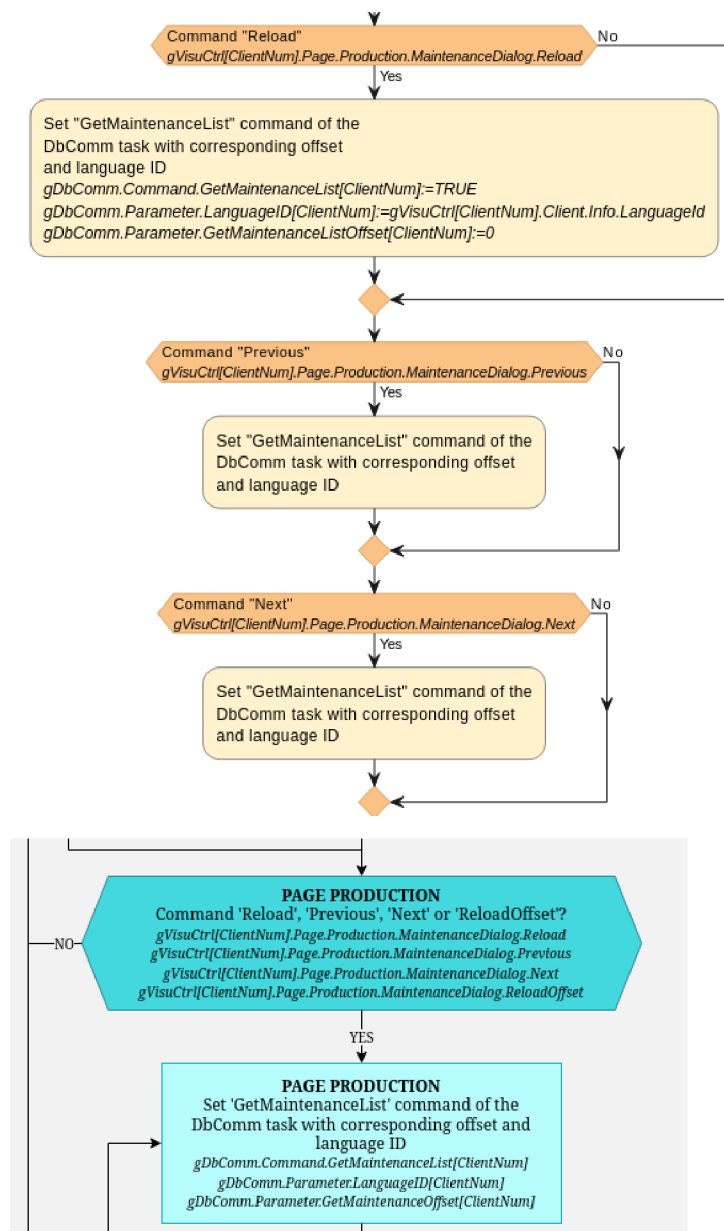 Command "Reload"
No
gVisuCtrl[ClientNum].Page.Production.MaintenanceDialog.Reload
Yes
Set "GetMaintenanceList" command of the
DbComm task with corresponding offset
and language ID
gDbComm.Command.GetMaintenanceList[ClientNum]:=TRUE
gDbComm.Parameter.LanguageID[ClientNum]:=gVisuCtrl[ClientNum].Client.Info.LanguageId
gDbComm.Parameter.GetMaintenanceListOffset[ClientNum]:=0
Command "Previous"
No
gVisuCtrl[ClientNum].Page.Production.MaintenanceDialog.Previous
Yes
Set "GetMaintenanceList" command of the
DbComm task with corresponding offset
and language ID
Command "Next"
No
gVisuCtrl[ClientNum].Page.Production.MaintenanceDialog.Next
Yes
Set "GetMaintenanceList" command of the
DbComm task with corresponding offset
and language ID
PAGE PRODUCTION
Command 'Reload', 'Previous', 'Next' or 'ReloadOffset'?
gVisuCtrl[ClientNum].Page.Production.MaintenanceDialog.Reload
NO
gVisuCtrl[ClientNum].Page.Production.MaintenanceDialog.Previous
gVisuCtrl[ClientNum].Page.Production.MaintenanceDialog.Next
gVisuCtrl[ClientNum].Page.Production.MaintenanceDialog.ReloadOffset
YES
PAGE PRODUCTION
Set 'GetMaintenanceList' command of the
DbComm task with corresponding offset and
language ID
gDbComm.Command.GetMaintenanceList[ClientNum]
gDbComm.Parameter.LanguageID[ClientNum]
gDbComm.Parameter.GetMaintenanceOffset[ClientNum]